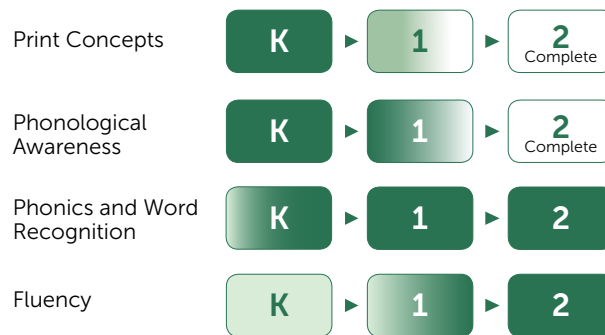 Print Concepts K 1 2
Complete
Phonological
Awareness K 1 2
Complete
Phonics and Word
Recognition K 1 2
Fluency K 1 2